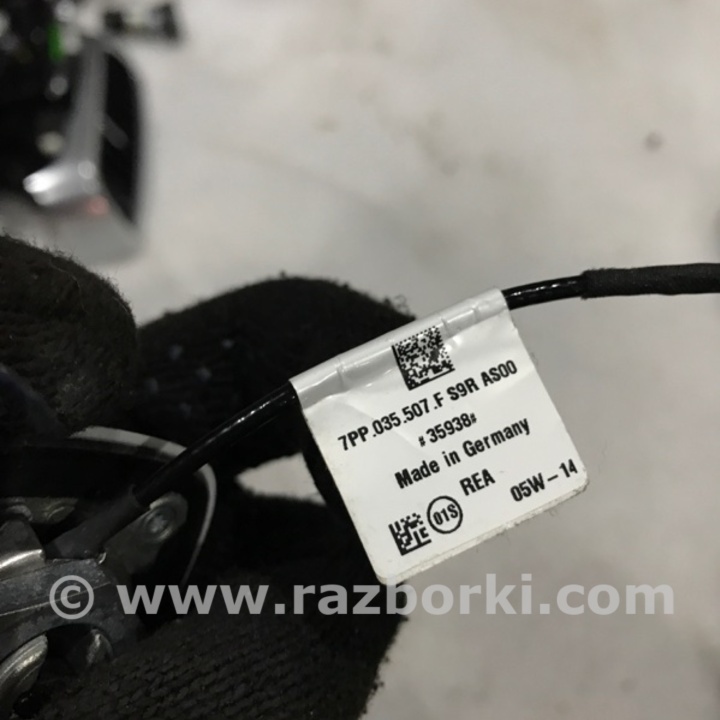 7PP.035.507.F S9R AS00
#35938#
Made in Germany
REA 05W-14
01S
© www.razborki.com